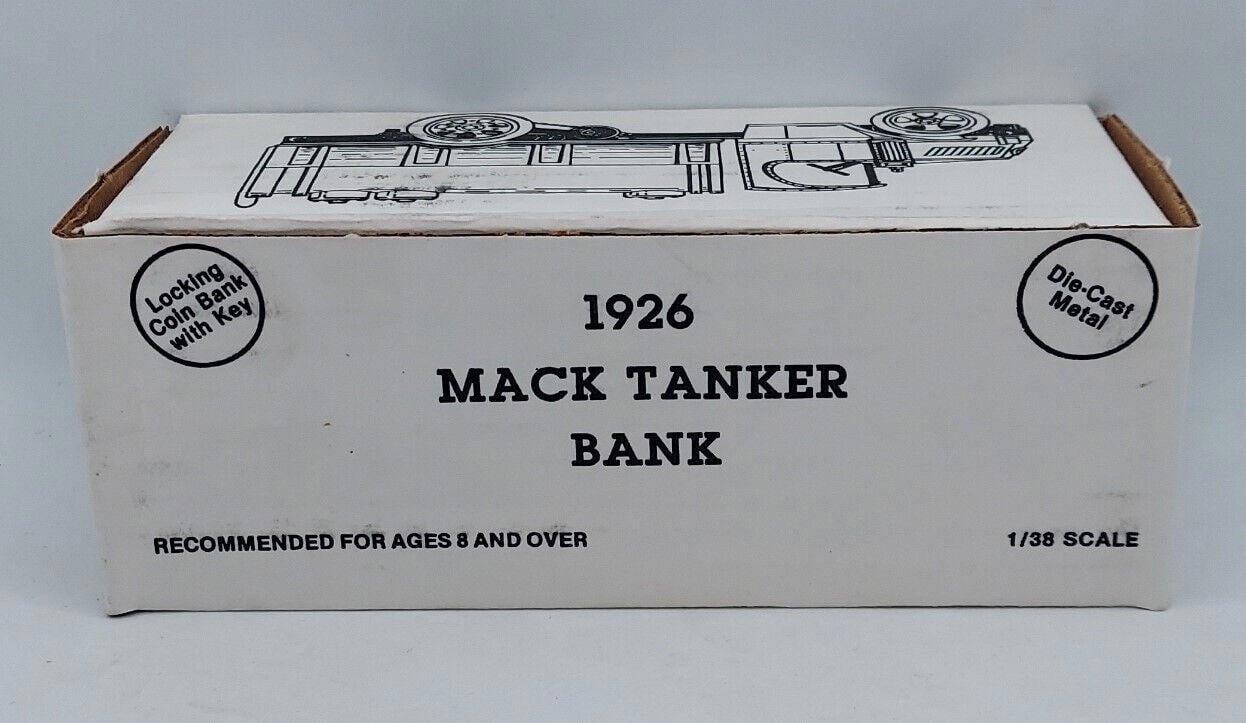 Locking
Coin Bank
with Key
Die-Cast
Metal
1926
MACK TANKER
BANK
RECOMMENDED FOR AGES 8 AND OVER
1/38 SCALE